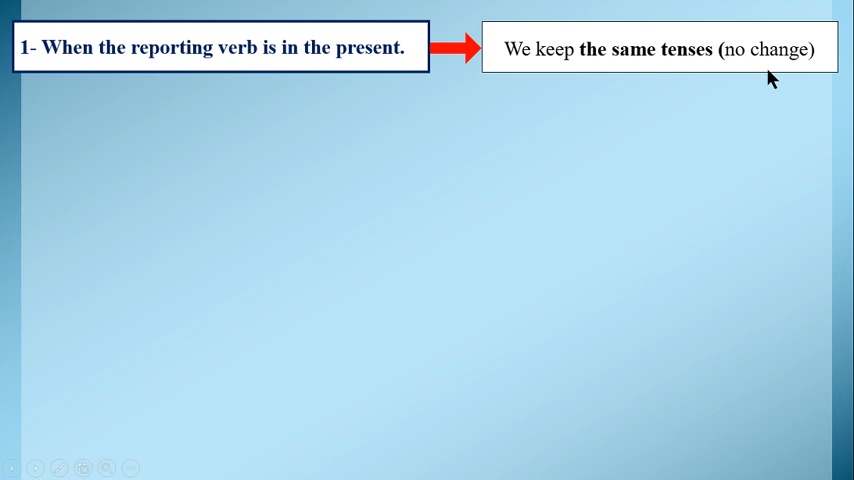 1- When the reporting verb is in the present.
We keep the same tenses (no change)